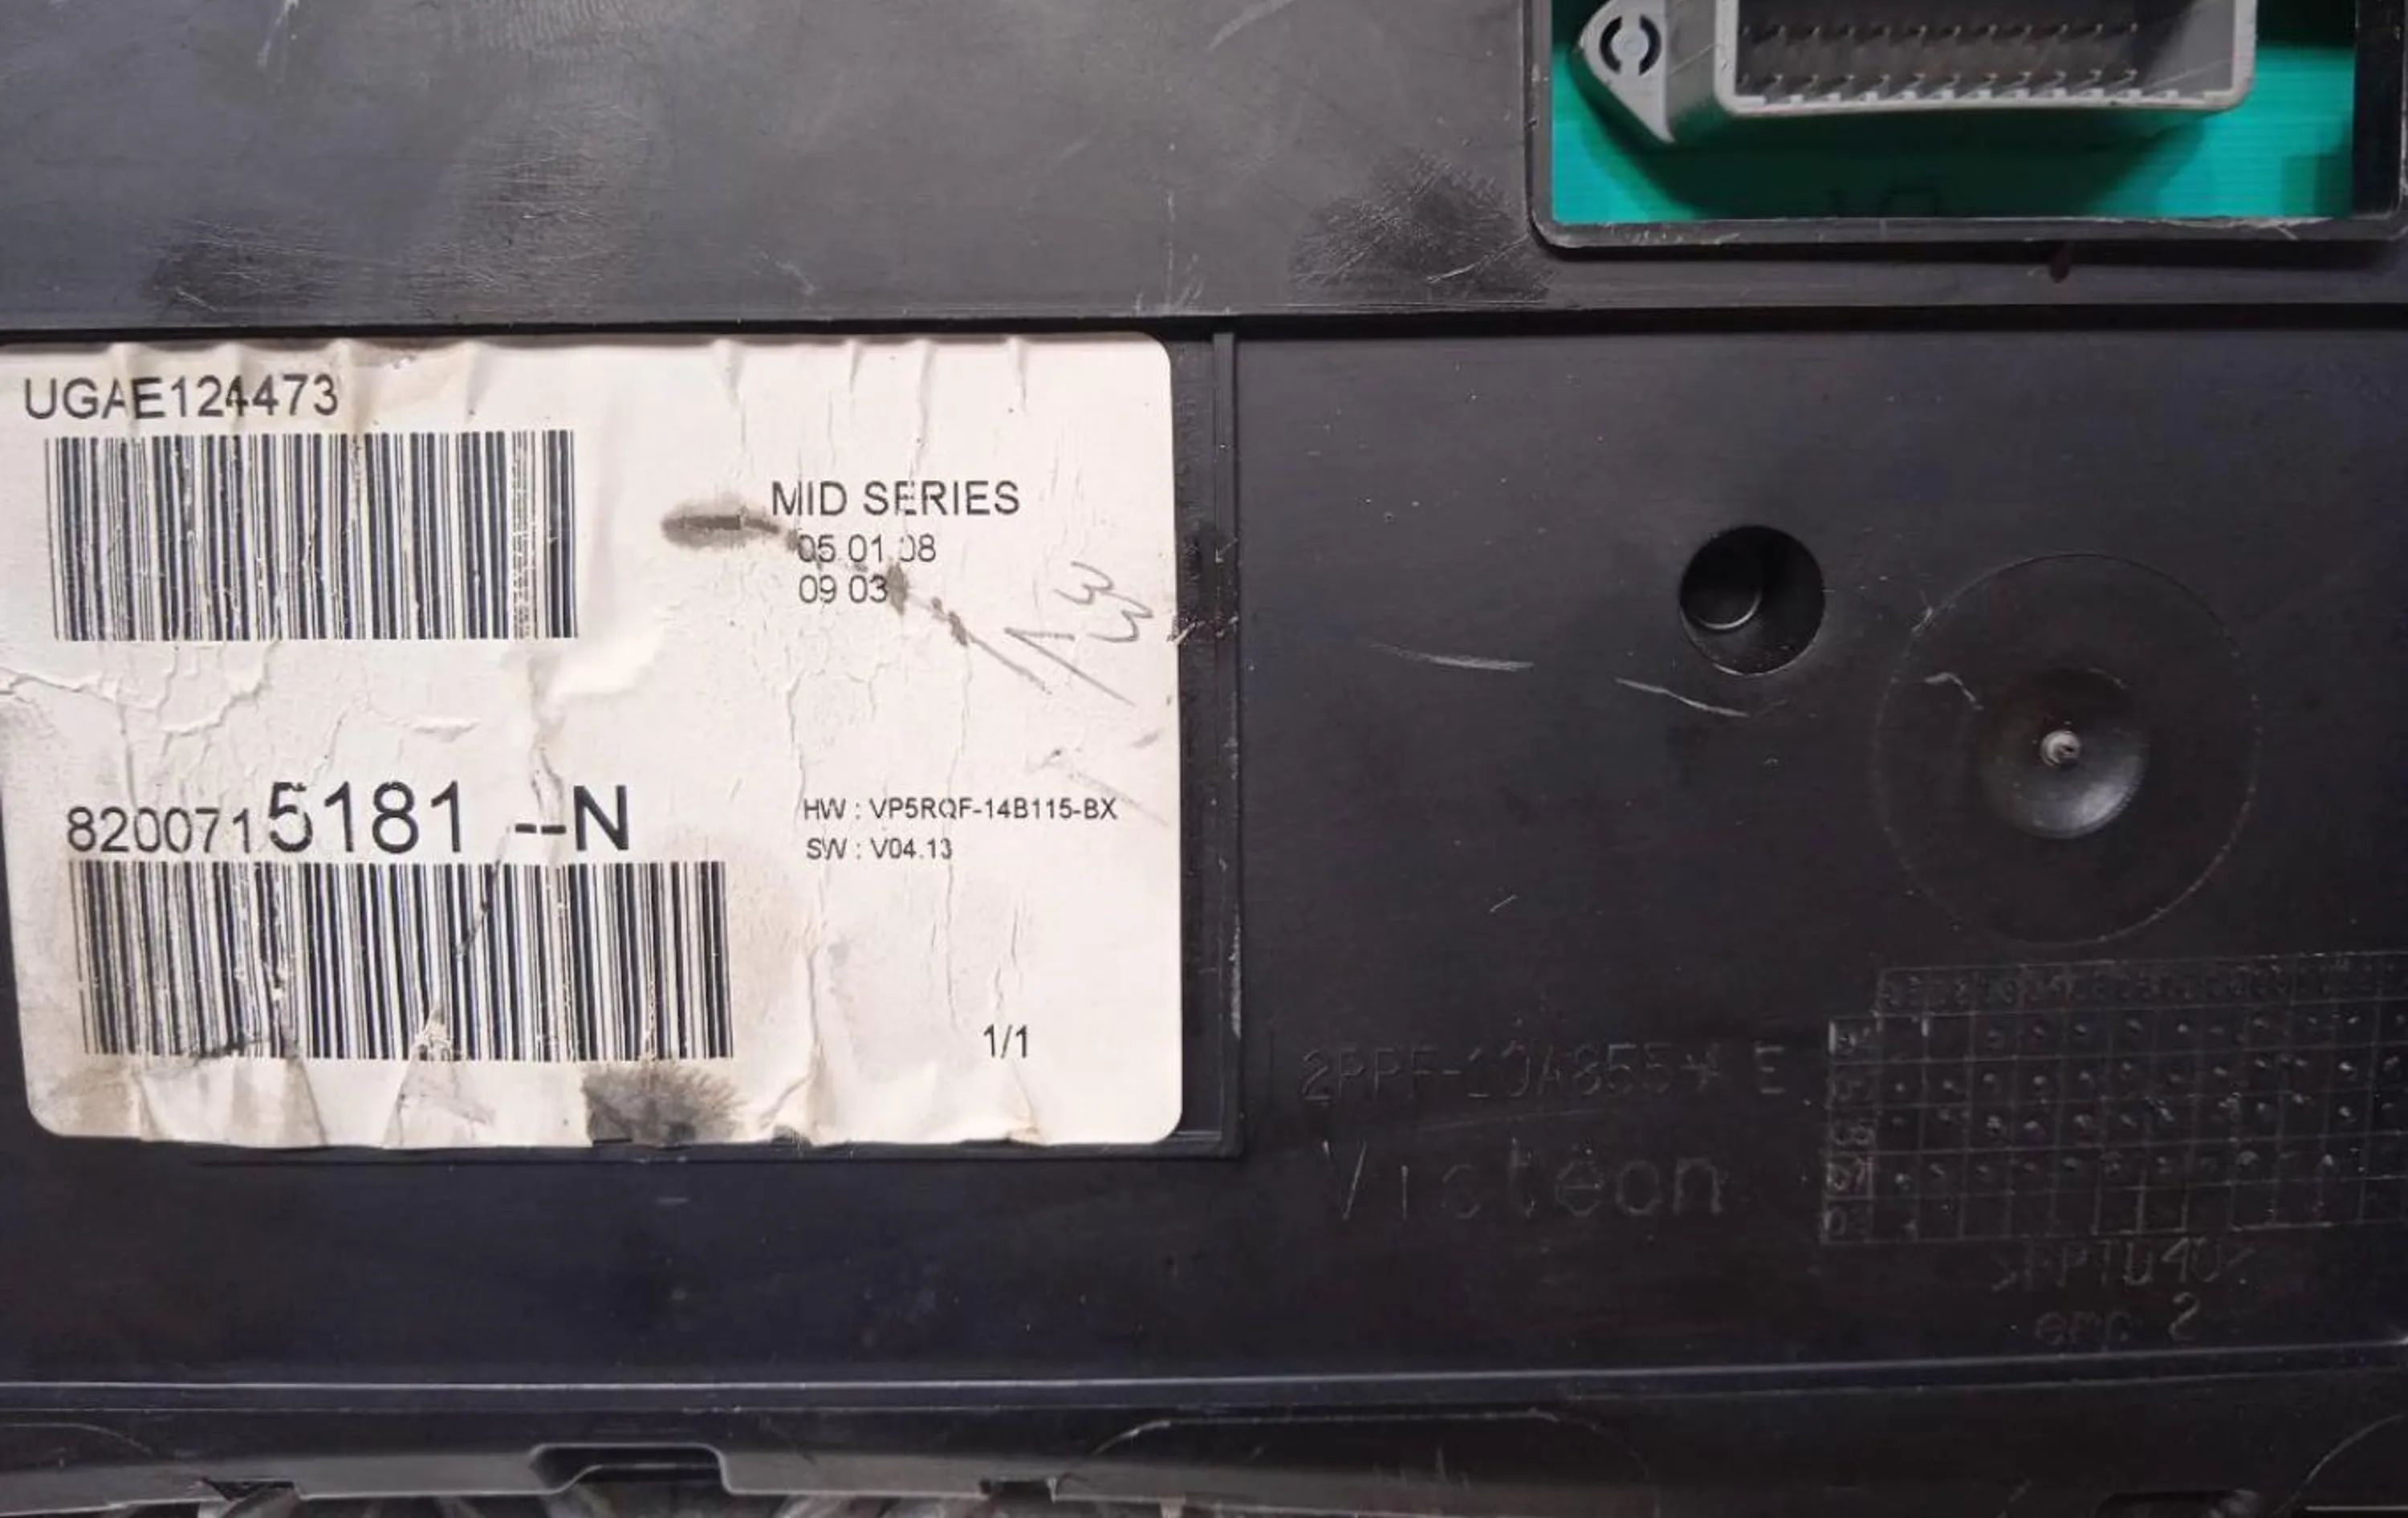 UGAE124473
MID SERIES
05.01.08
09 03
133
8200715181 --N
HW : VP5RQF-14B115-BX
SW : V04.13
1/1
Visteon